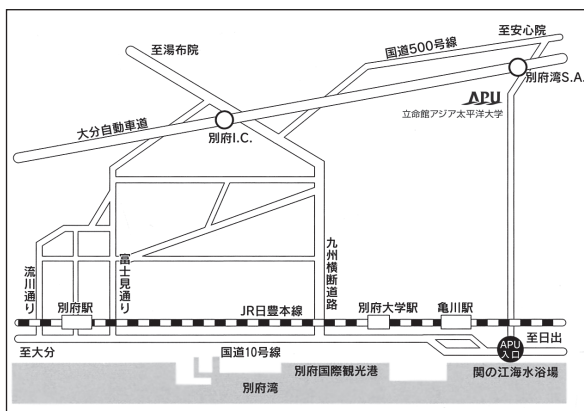 至安心院
国道500号線
至湯布院
別府湾S.A.
APU
立命館アジア太平洋大学
大分自動車道
別府I.C.
流川通り
富士見通り
九州横断道路
別府駅
JR日豊本線
別府大学駅
亀川駅
至大分
国道10号線
至日出
APU
入口
別府国際観光港
関の江海水浴場
別府湾